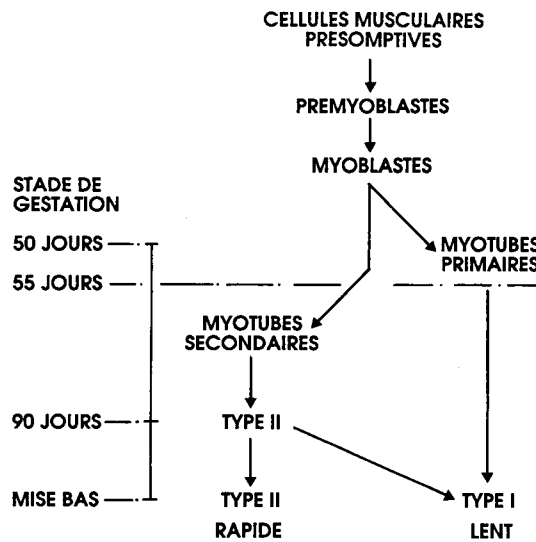 CELLULES MUSCULAIRES
PRESOMPTIVES
PREMYOBLASTES
MYOBLASTES
STADE DE
GESTATION
50 JOURS
MYOTUBES
PRIMAIRES
55 JOURS
MYOTUBES
SECONDAIRES
90 JOURS
TYPE II
MISE BAS
TYPE II
TYPE I
RAPIDE
LENT